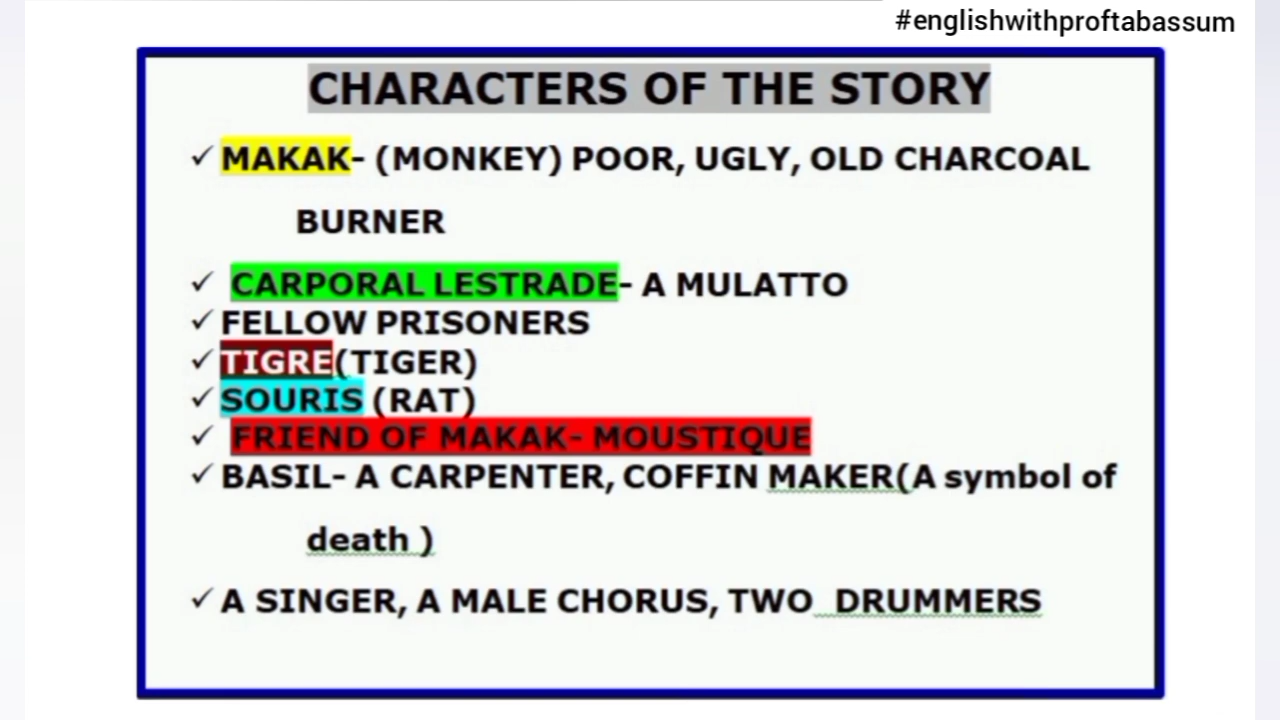 #englishwithproftabassum
CHARACTERS OF THE STORY
✓ MAKAK- (MONKEY) POOR, UGLY, OLD CHARCOAL
BURNER
✓ CARPORAL LESTRADE- A MULATTO
✓ FELLOW PRISONERS
✓ TIGRE(TIGER)
✓ SOURIS (RAT)
✓ FRIEND OF MAKAK- MOUSTIQUE
✓ BASIL- A CARPENTER, COFFIN MAKER(A symbol of
death )
✓ A SINGER, A MALE CHORUS, TWO  DRUMMERS